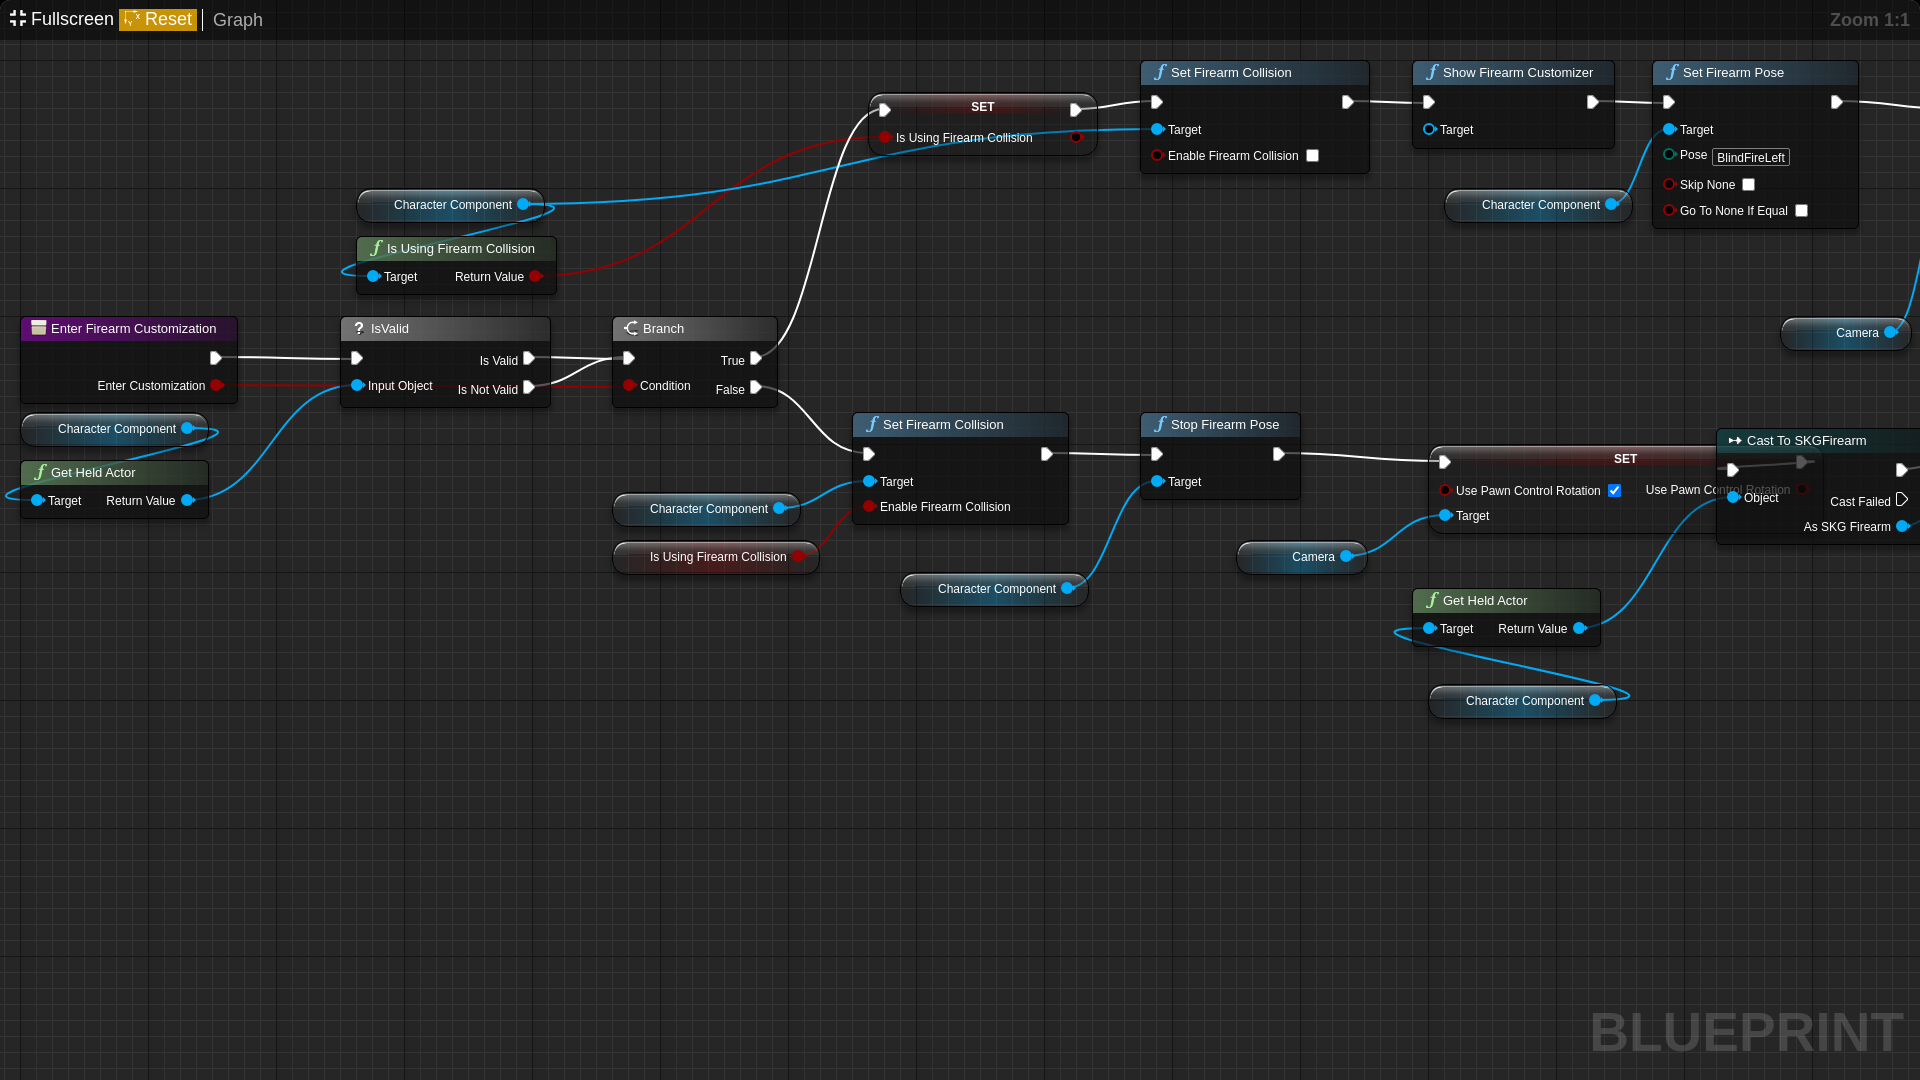 Fullscreen Reset Graph
Zoom 1:1
Set Firearm Collision
Target
Enable Firearm Collision
Show Firearm Customizer
Target
Set Firearm Pose
Target
Pose BlindFireLeft
Skip None
Go To None If Equal
SET
Is Using Firearm Collision
Character Component
Character Component
ƒ Is Using Firearm Collision
Target Return Value
Camera
Enter Firearm Customization
Enter Customization
? IsValid
Is Valid
Input Object
Is Not Valid
Branch
True
Condition
False
Character Component
Get Held Actor
Target Return Value
Set Firearm Collision
Target
Enable Firearm Collision
Stop Firearm Pose
Target
SET
Use Pawn Control Rotation Use Pawn Control Rotation
Target
Cast To SKGFirearm
Object
Cast Failed
As SKG Firearm
Character Component
Is Using Firearm Collision
Camera
Character Component
Get Held Actor
Target Return Value
Character Component
BLUEPRINT